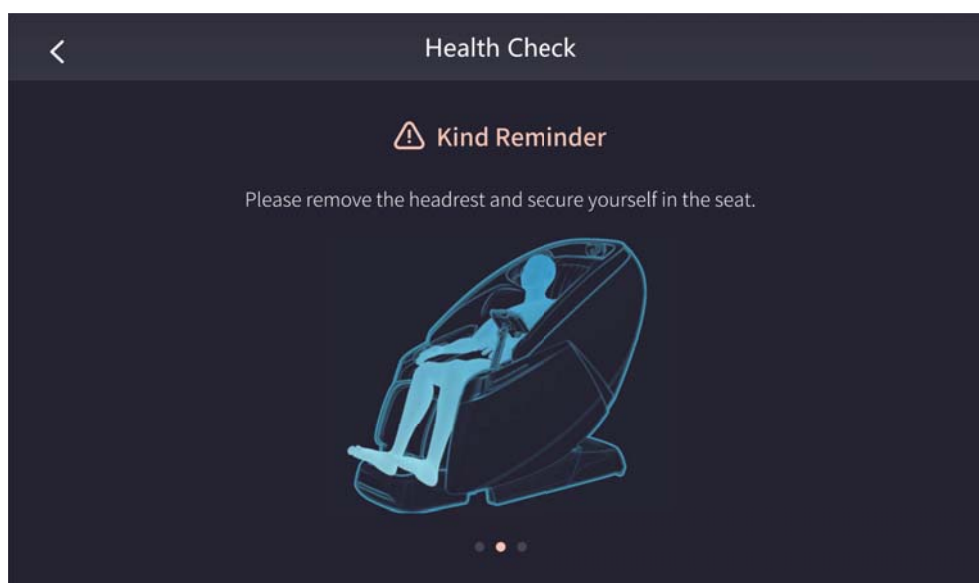 Health Check
Kind Reminder
Please remove the headrest and secure yourself in the seat.